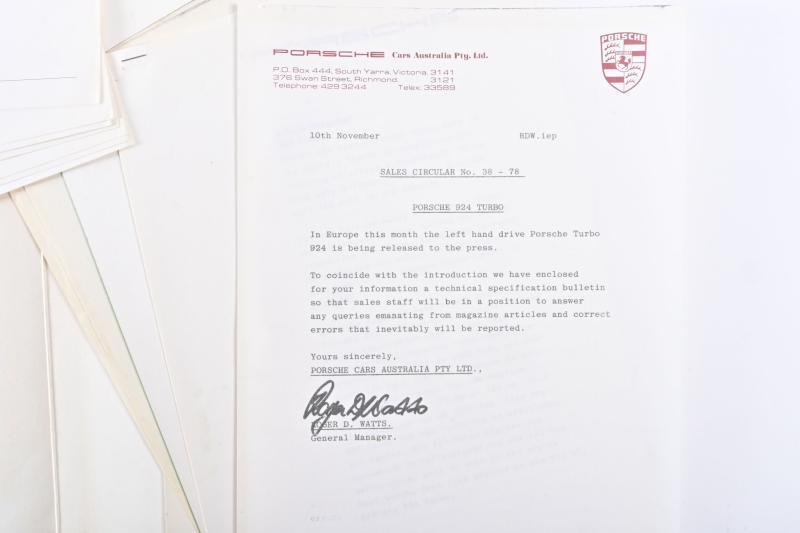 PORSCHE Cars Australia Pty. Ltd.
P.O. Box 444, South Yarra, Victoria. 3141
376 Swan Street, Richmond. 3121
Telephone: 429 3244 Telex: 33589
PORSCHE
10th November RDW.iep
SALES CIRCULAR No. 38 - 78
PORSCHE 924 TURBO
In Europe this month the left hand drive Porsche Turbo
924 is being released to the press.
To coincide with the introduction we have enclosed
for your information a technical specification bulletin
so that sales staff will be in a position to answer
any queries emanating from magazine articles and correct
errors that inevitably will be reported.
Yours sincerely,
PORSCHE CARS AUSTRALIA PTY LTD.,
Roger D. Watts
ROGER D. WATTS.
General Manager.